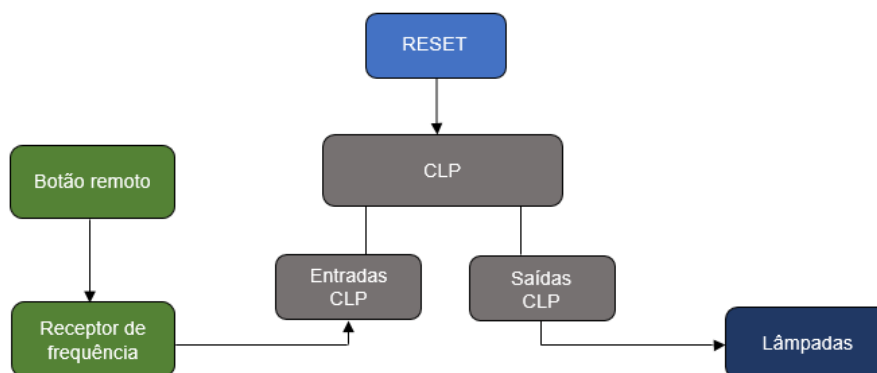 RESET
CLP
Botão remoto
Entradas
CLP
Saídas
CLP
Receptor de
frequência
Lâmpadas